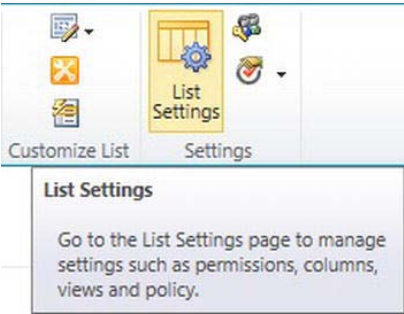 List
Settings
Customize List
Settings
List Settings
Go to the List Settings page to manage
settings such as permissions, columns,
views and policy.